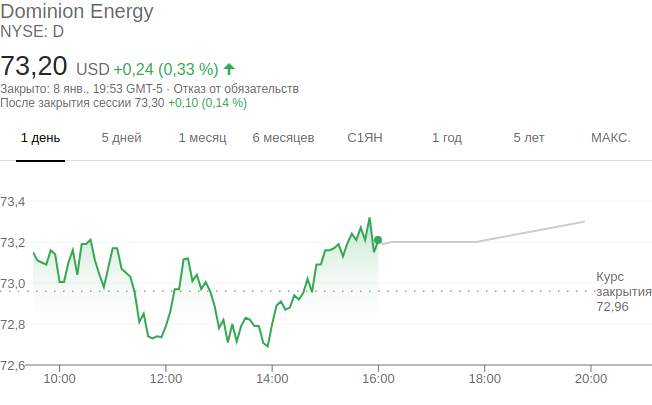 Dominion Energy
NYSE: D
73,20 USD +0,24 (0,33 %)
Закрыто: 8 янв., 19:53 GMT-5 · Отказ от обязательств
После закрытия сессии 73,30 +0,10 (0,14 %)
1 день 5 дней 1 месяц 6 месяцев С1ЯН 1 год 5 лет МАКС.
73,4
73,2
73,0
72,8
72,6
Курс
закрытия
72,96
10:00 12:00 14:00 16:00 18:00 20:00